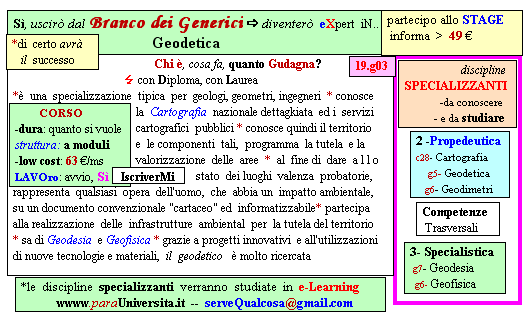 Sì, uscirò dal Branco dei Generici ⇨ diventerò eXpert iN..
Geodetica
partecipo allo STAGE
informa > 49 €
*di certo avrà
il successo
Chi è, cosa fa, quanto Gudagna?
con Diploma, con Laurea
19.g03
*è una specializzazione tipica per geologi, geometri, ingegneri * conosce
la Cartografia nazionale dettagkiata ed i servizi
cartografici pubblici * conosce quindi il territorio
e le componenti tali, programma la tutela e la
valorizzazione delle aree * al fine di dare a l l o
stato dei luoghi valenza probatorie,
rappresenta qualsiasi opera dell'uomo, che abbia un impatto ambientale,
su un documento convenzionale "cartaceo" ed informatizzabile* partecipa
alla realizzazione delle infrastrutture ambiental per la tutela del territorio
* sa di Geodesia e Geofisica * grazie a progetti innovativi e all'utilizzazioni
di nuove tecnologie e materiali, il geodetico è molto ricercata
CORSO
-dura: quanto si vuole
struttura: a moduli
-low cost: 63 €/ms
LAVOro: avvio, Sì
IscriverMi
discipline
SPECIALIZZANTI
-da conoscere
- e da studiare
2 -Propedeutica
c28- Cartografia
g5- Geodetica
g6- Geodimetri
Competenze
Trasversali
3- Specialistica
g7- Geodesia
g6- Geofisica
*le discipline specializzanti verranno studiate in e-Learning
www.paraUniversita.it -- serveQualcosa@gmail.com